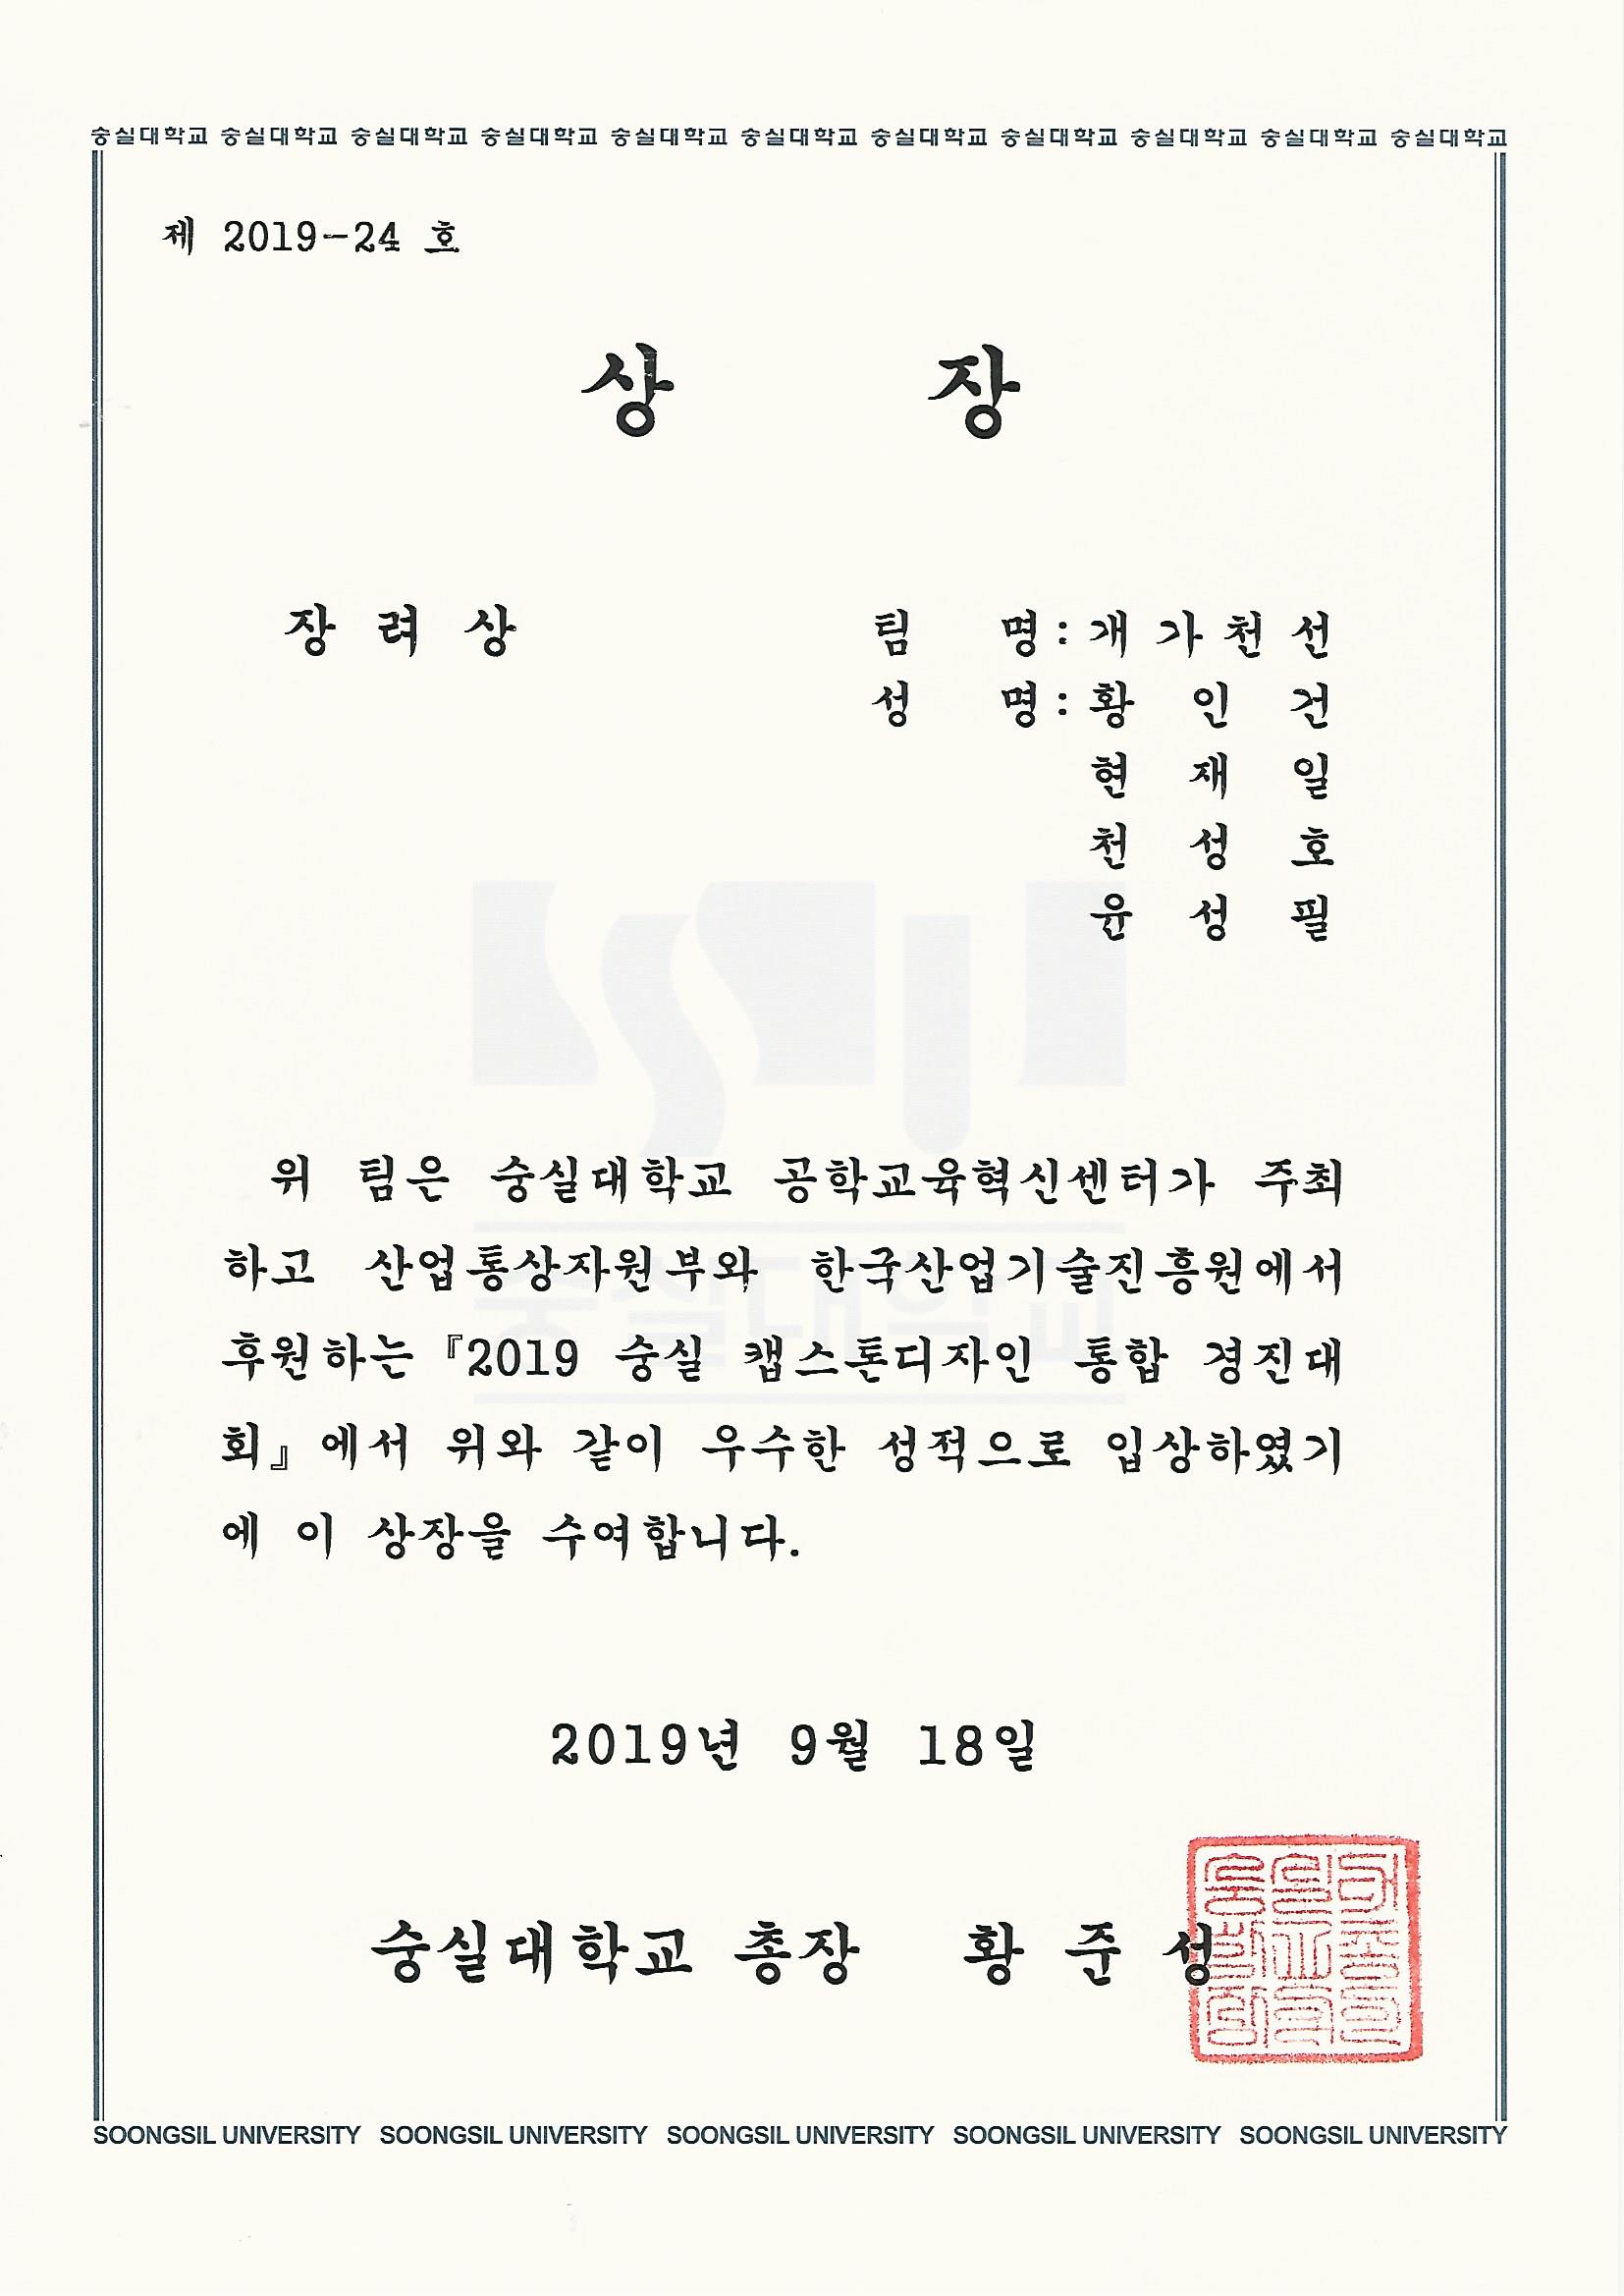 숭실대학교 숭실대학교 숭실대학교 숭실대학교 숭실대학교 숭실대학교 숭실대학교 숭실대학교 숭실대학교 숭실대학교 숭실대학교
제 2019-24 호
상 장
장 려 상
팀 명 : 개 가 천 선
성 명 : 황 인 건
현 재 일
천 성 호
윤 성 필
위 팀은 숭실대학교 공학교육혁신센터가 주최
하고 산업통상자원부와 한국산업기술진흥원에서
후원하는『2019 숭실 캡스톤디자인 통합 경진대
회』에서 위와 같이 우수한 성적으로 입상하였기
에 이 상장을 수여합니다.
숭실대학교
2019년 9월 18일
숭실대학교 총장 황 준 성
SOONGSIL UNIVERSITY SOONGSIL UNIVERSITY SOONGSIL UNIVERSITY SOONGSIL UNIVERSITY SOONGSIL UNIVERSITY